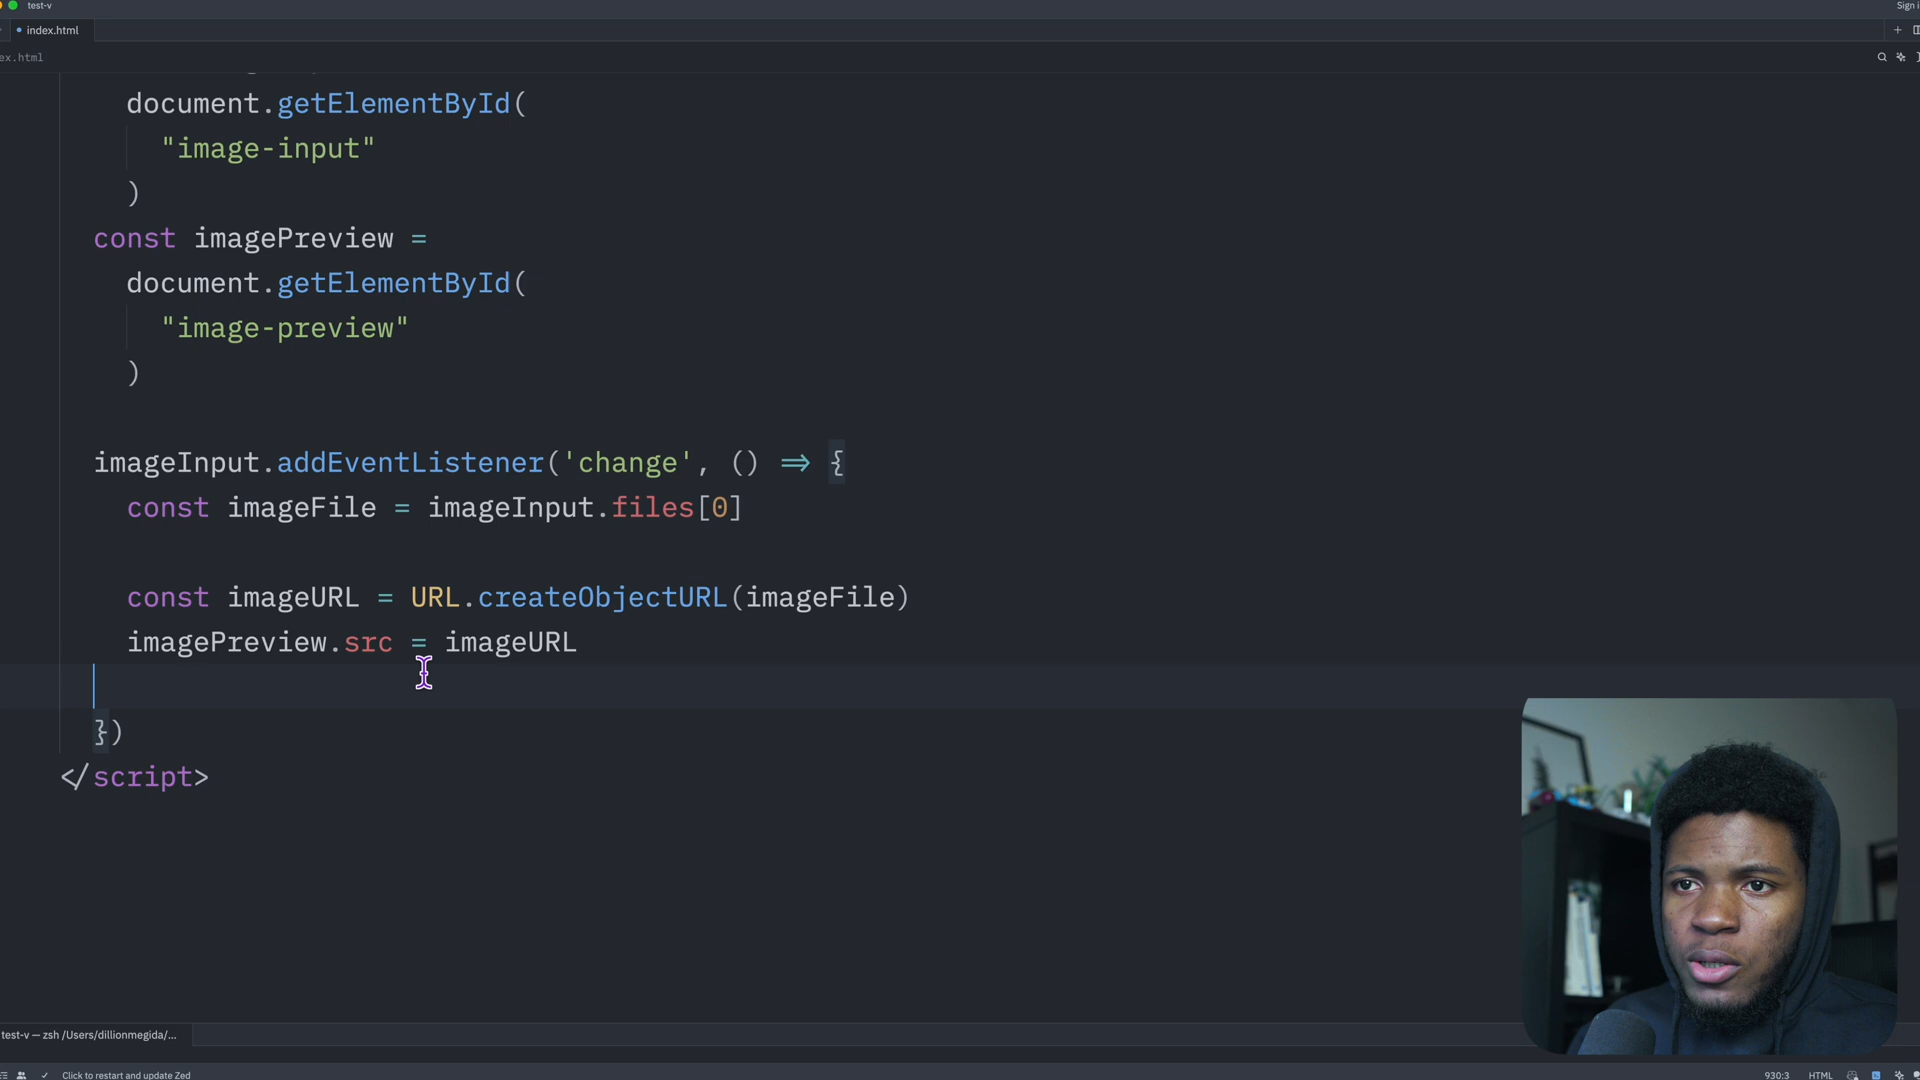 test-v
Sign i
index.html
ex.html
document.getElementById(
"image-input"
)
const imagePreview =
document.getElementById(
"image-preview"
)
imageInput.addEventListener('change', () => {
const imageFile = imageInput.files[0]
const imageURL = URL.createObjectURL(imageFile)
imagePreview.src = imageURL
})
</script>
test-v — zsh /Users/dillionmegida/...
Click to restart and update Zed
930:3
HTML